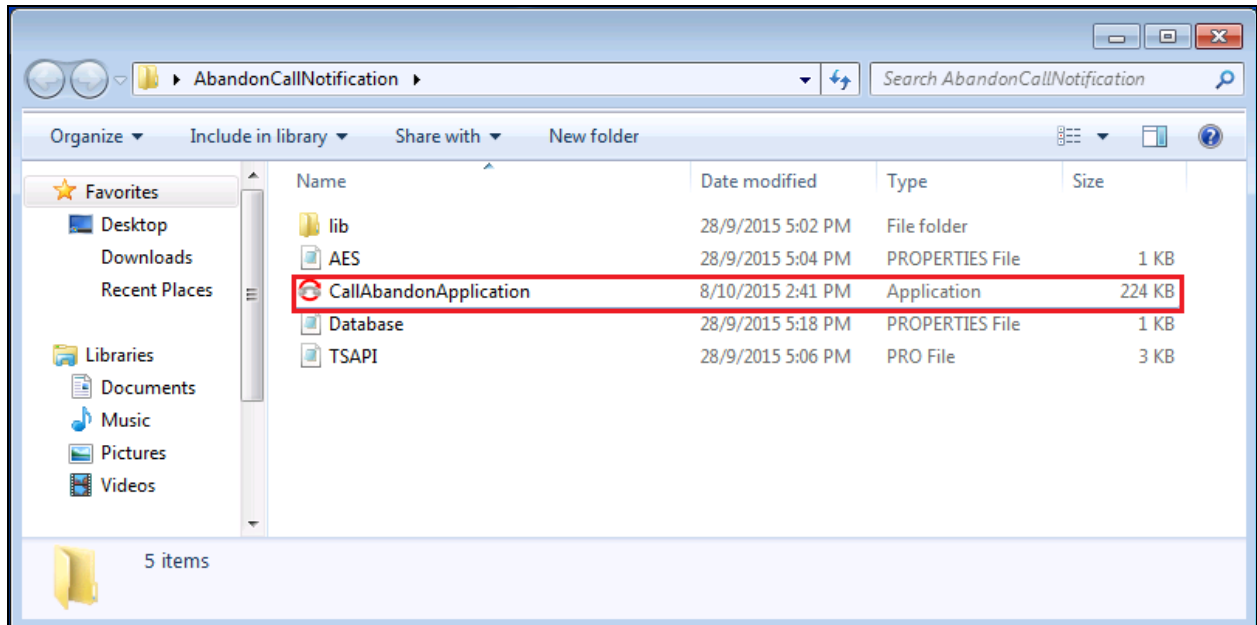 AbandonCallNotification
Search AbandonCallNotification
Organize Include in library Share with New folder
Favorites
Desktop
Downloads
Recent Places
Libraries
Documents
Music
Pictures
Videos
Name Date modified Type Size
lib 28/9/2015 5:02 PM File folder
AES 28/9/2015 5:04 PM PROPERTIES File 1 KB
CallAbandonApplication 8/10/2015 2:41 PM Application 224 KB
Database 28/9/2015 5:18 PM PROPERTIES File 1 KB
TSAPI 28/9/2015 5:06 PM PRO File 3 KB
5 items